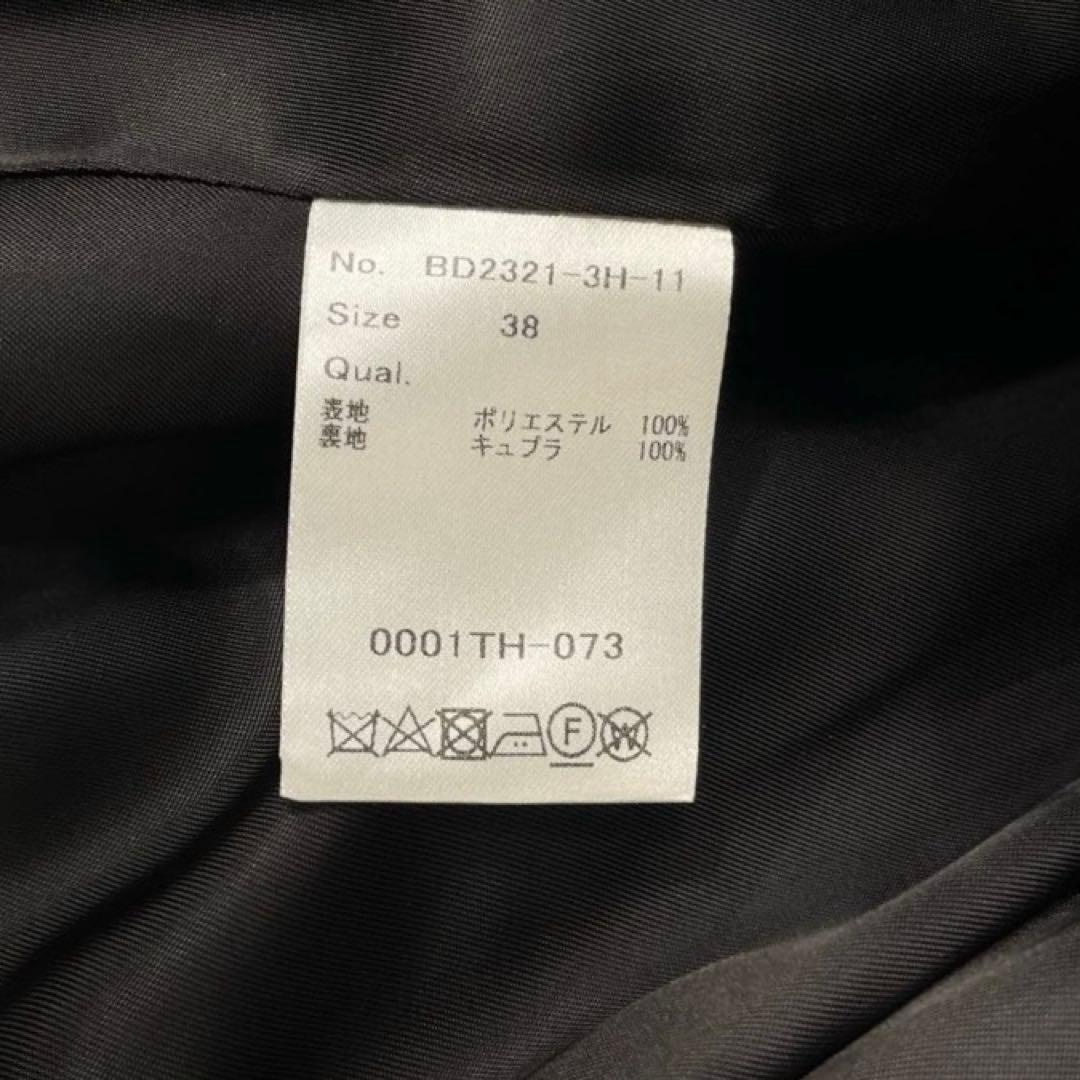 No. BD2321-3H-11
Size 38
Qual.
表地 ポリエステル 100%
裏地 キュプラ 100%
0001TH-073
F W